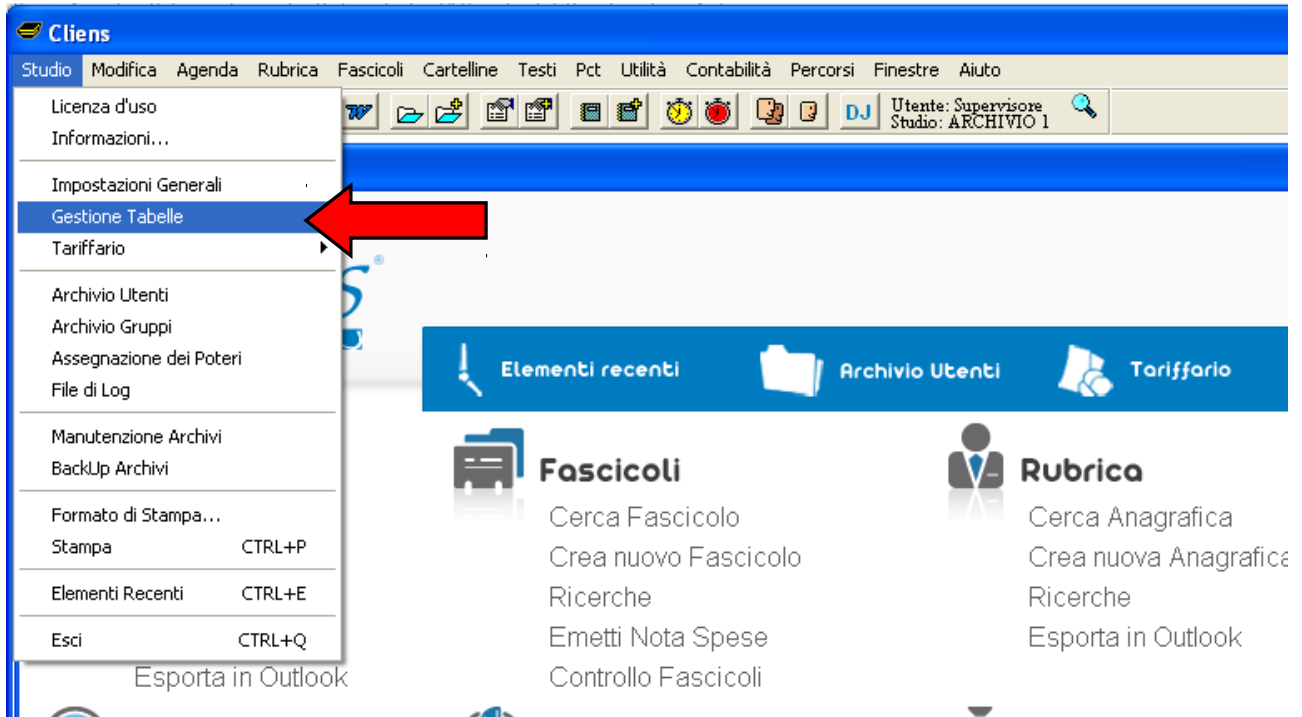 Cliens
Studio Modifica Agenda Rubrica Fascicoli Cartelline Testi Pct Utilità Contabilità Percorsi Finestre Aiuto
Licenza d'uso
Informazioni...
Impostazioni Generali
Gestione Tabelle
Tariffario
Archivio Utenti
Archivio Gruppi
Assegnazione dei Poteri
File di Log
Manutenzione Archivi
BackUp Archivi
Formato di Stampa...
Stampa CTRL+P
Elementi Recenti CTRL+E
Esci CTRL+Q
W
DJ
Utente: Supervisore
Studio: ARCHIVIO 1
S®
Elementi recenti Archivio Utenti Tariffario
Fascicoli
Cerca Fascicolo
Crea nuovo Fascicolo
Ricerche
Emetti Nota Spese
Controllo Fascicoli
Rubrica
Cerca Anagrafica
Crea nuova Anagrafica
Ricerche
Esporta in Outlook
Esporta in Outlook